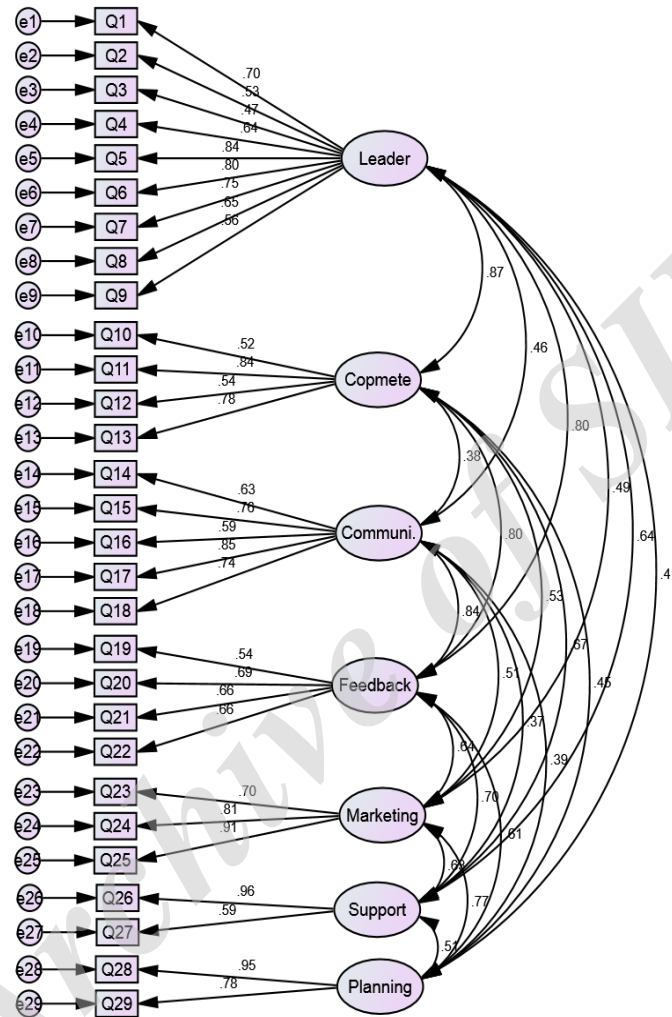 e1 Q1
e2 Q2
e3 Q3
e4 Q4
e5 Q5
e6 Q6
e7 Q7
e8 Q8
e9 Q9
.70
.53
.47
.64
.84
.80
.75
.65
.56
Leader
e10 Q10
e11 Q11
e12 Q12
e13 Q13
.52
.84
.54
.78
Copmete
e14 Q14
e15 Q15
e16 Q16
e17 Q17
e18 Q18
.63
.76
.59
.85
.74
Communi.
e19 Q19
e20 Q20
e21 Q21
e22 Q22
.54
.69
.66
.66
Feedback
e23 Q23
e24 Q24
e25 Q25
.70
.81
.91
Marketing
e26 Q26
e27 Q27
.96
.59
Support
e28 Q28
e29 Q29
.95
.78
Planning
.87
.46
.80
.49
.64
.4
.38
.80
.53
.67
.45
.84
.51
.37
.39
.64
.70
.61
.77
.51
Archive of